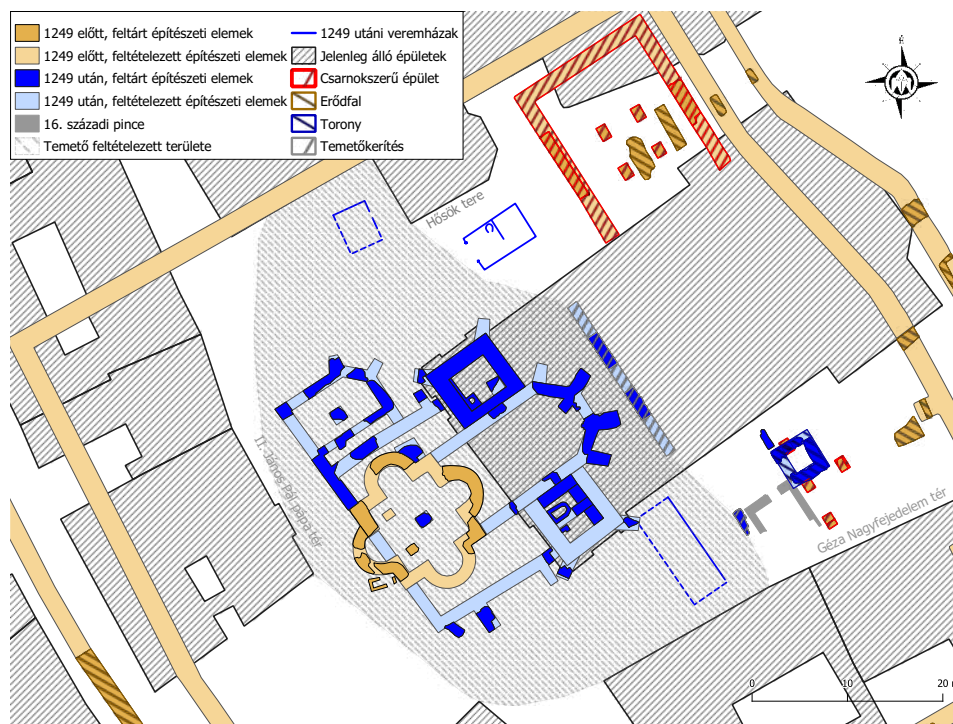 1249 előtt, feltárt építészeti elemek
1249 előtt, feltételezett építészeti elemek
1249 után, feltárt építészeti elemek
1249 után, feltételezett építészeti elemek
16. századi pince
Temető feltételezett területe
1249 utáni veremházak
Jelenleg álló épületek
Csarnokszerű épület
Erődfal
Torony
Temetőkerítés
Hősök tere
II. János Pál pápa tér
Géza Nagyfejedelem tér
0 10 20